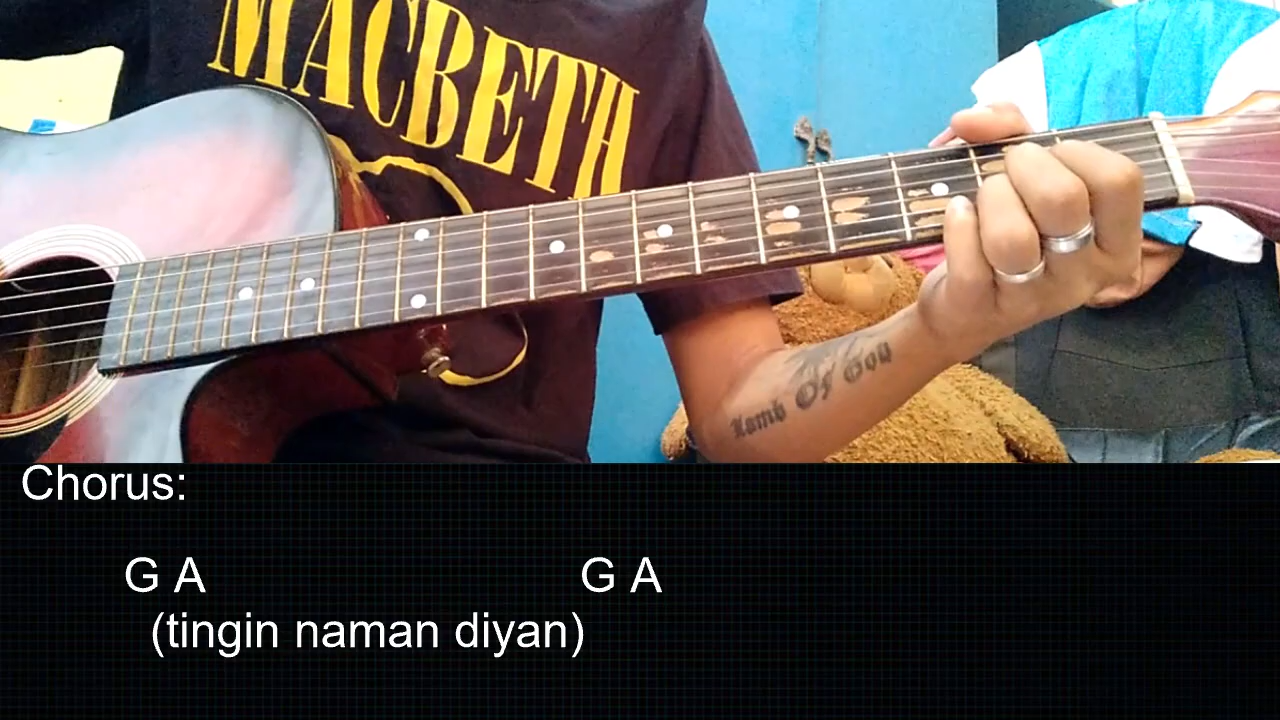 MACBETH
Lamb Of God
Chorus:
G A G A
(tingin naman diyan)